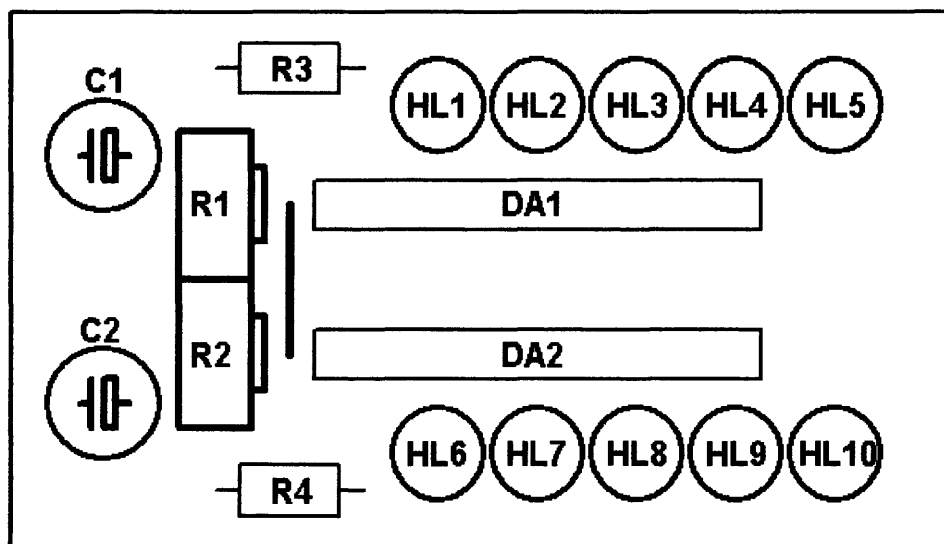 C1
R3
HL1 HL2 HL3 HL4 HL5
R1
DA1
C2
R2
DA2
HL6 HL7 HL8 HL9 HL10
R4